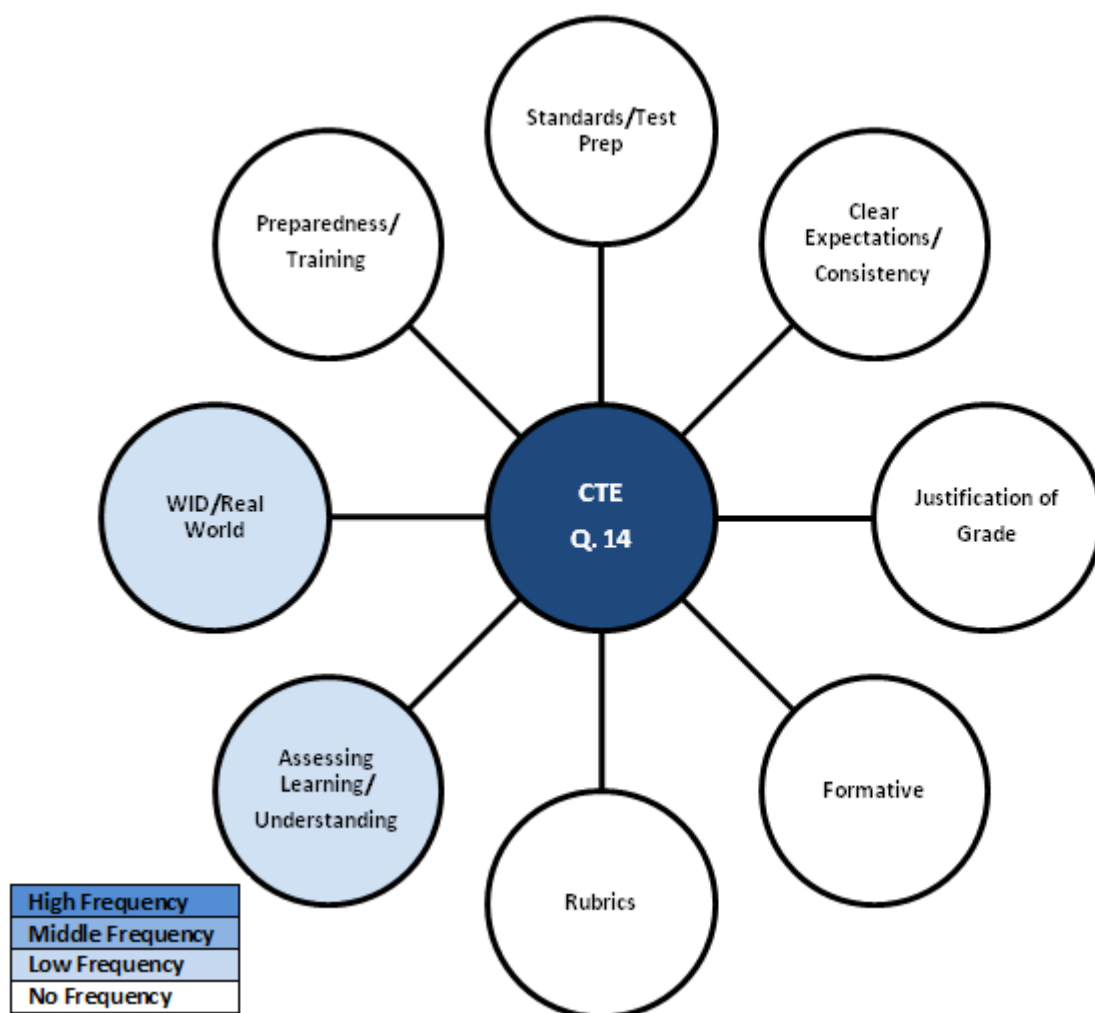 Standards/Test
Prep
Clear
Expectations/
Consistency
Preparedness/
Training
WID/Real
World
CTE
Q. 14
Justification of
Grade
Assessing
Learning/
Understanding
Formative
Rubrics
High Frequency
Middle Frequency
Low Frequency
No Frequency